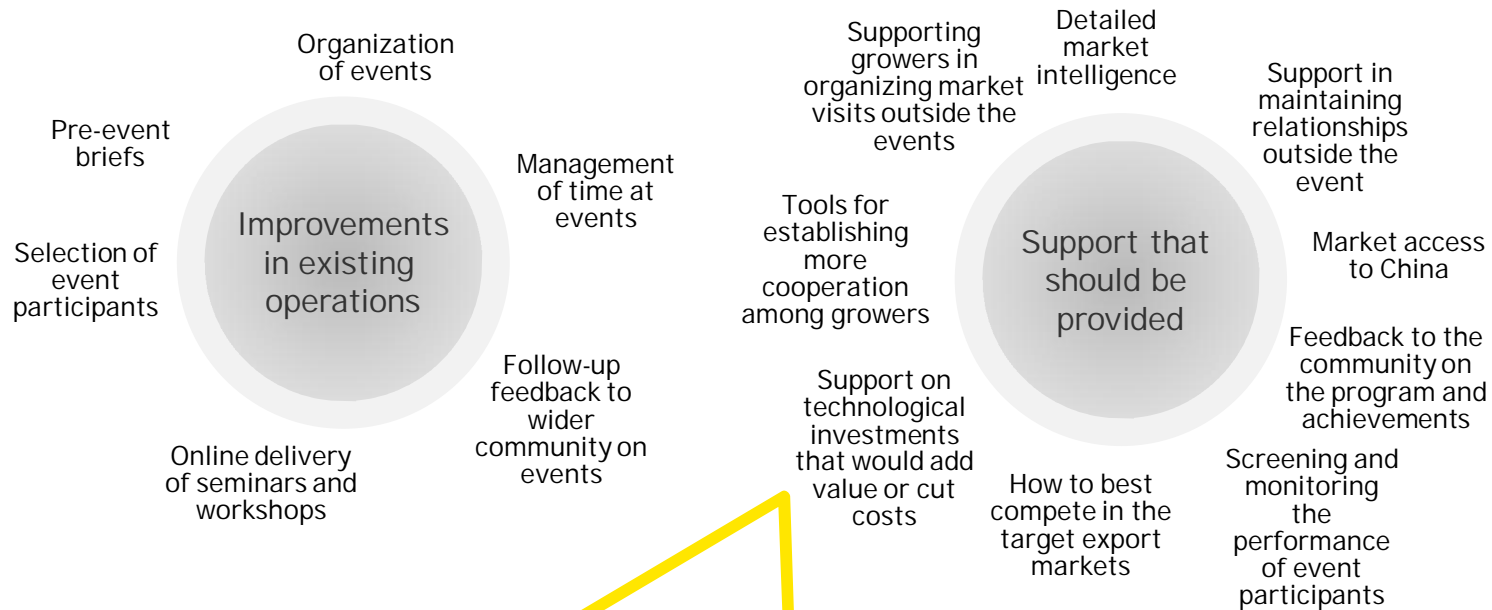 Organization
of events
Pre-event
briefs
Management
of time at
events
Improvements
in existing
operations
Selection of
event
participants
Follow-up
feedback to
wider
community on
events
Online delivery
of seminars and
workshops
Supporting
growers in
organizing market
visits outside the
events
Detailed
market
intelligence
Support in
maintaining
relationships
outside the
event
Tools for
establishing
more
cooperation
among growers
Support that
should be
provided
Market access
to China
Feedback to the
community on
the program and
achievements
Support on
technological
investments
that would add
value or cut
costs
How to best
compete in the
target export
markets
Screening and
monitoring
the
performance
of event
participants